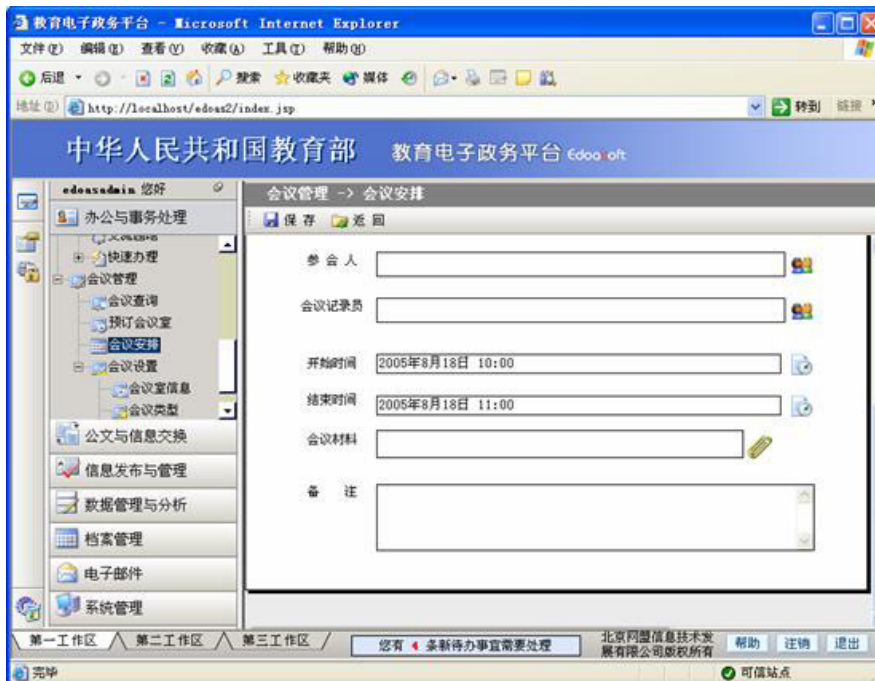 教育电子政务平台 - Microsoft Internet Explorer
文件(F) 编辑(E) 查看(V) 收藏(A) 工具(T) 帮助(H)
后退 搜索 收藏夹 媒体
地址(D) http://localhost/edoas2/index.jsp 转到 链接 »
中华人民共和国教育部 教育电子政务平台 Edoasoft
edoasadmin 您好
会议管理 -> 会议安排
办公与事务处理
保存 返回
快速办理
会议管理
会议查询
预订会议室
会议安排
会议设置
会议室信息
会议类型
公文与信息交换
信息发布与管理
数据管理与分析
档案管理
电子邮件
系统管理
参会人
会议记录员
开始时间 2005年8月18日 10:00
结束时间 2005年8月18日 11:00
会议材料
备 注
第一工作区 第二工作区 第三工作区
您有 4 条新待办事宜需要处理
北京网盟信息技术发
展有限公司版权所有
帮助 注销 退出
完毕 可信站点